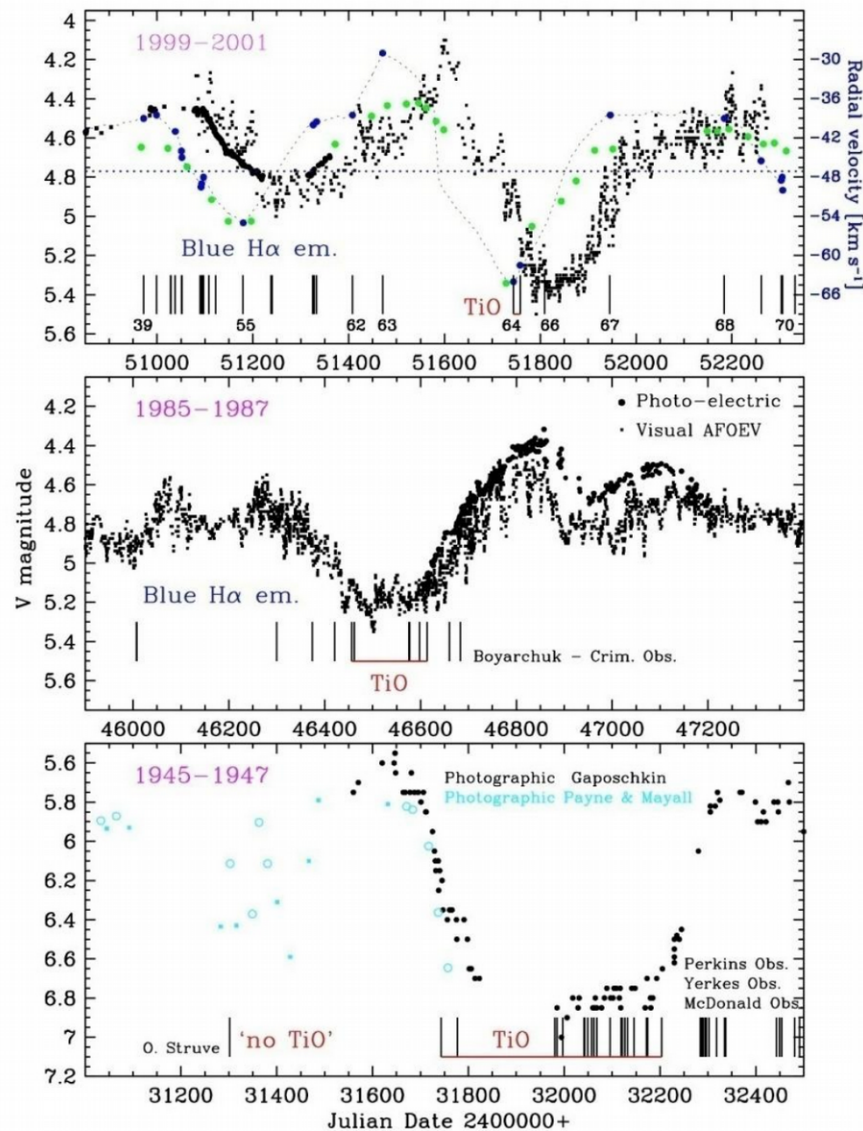 4
4.2
4.4
4.6
4.8
5
5.2
5.4
5.6
1999-2001
-30
-36
-42
-48
-54
-60
-66
Radial velocity [km s⁻¹]
Blue Hα em.
TiO
39 55 62 63 64 66 67 68 70
51000 51200 51400 51600 51800 52000 52200
V magnitude
4.2
4.4
4.6
4.8
5
5.2
5.4
5.6
1985-1987
Photo-electric
Visual AFOEV
Blue Hα em.
Boyarchuk - Crim. Obs.
TiO
46000 46200 46400 46600 46800 47000 47200
5.6
5.8
6
6.2
6.4
6.6
6.8
7
7.2
1945-1947
Photographic Gaposchkin
Photographic Payne & Mayall
Perkins Obs.
Yerkes Obs.
McDonald Obs.
O. Struve 'no TiO' TiO
31200 31400 31600 31800 32000 32200 32400
Julian Date 2400000+